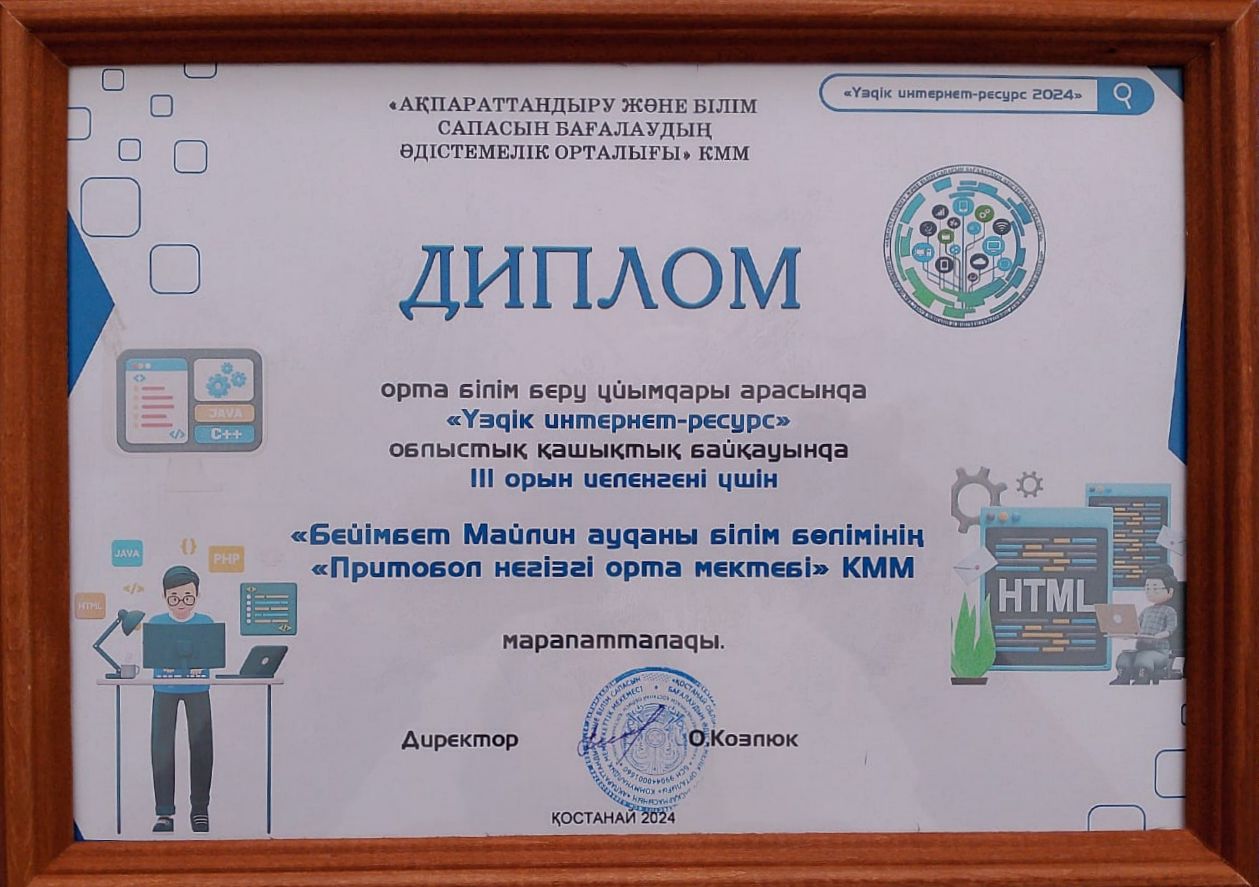 «Үздік интернет-ресурс 2024»
«АҚПАРАТТАНДЫРУ ЖӘНЕ БІЛІМ
САПАСЫН БАҒАЛАУДЫҢ
ӘДІСТЕМЕЛІК ОРТАЛЫҒЫ» КММ
ДИПЛОМ
орта білім беру ұйымдары арасында
«Үздік интернет-ресурс»
облыстық қашықтық байқауында
III орын иеленгені үшін
«Бейімбет Майлин ауданы білім бөлімінің
«Притобол негізгі орта мектебі» КММ
марапатталады.
JAVA
C++
JAVA
{}
PHP
</>
HTML
HTML
Директор
О.Козлюк
ҚОСТАНАЙ 2024